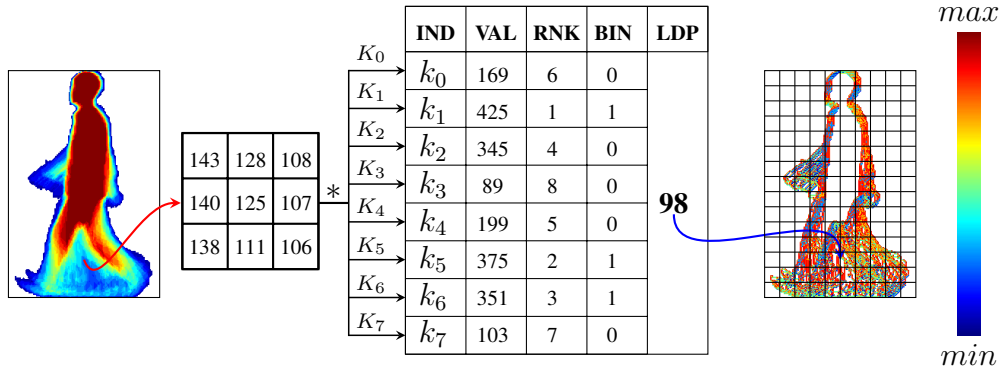 max
IND VAL RNK BIN LDP
K0 k0 169 6 0
K1 k1 425 1 1
K2 k2 345 4 0
143 128 108
K3 k3 89 8 0
140 125 107 * 98
K4 k4 199 5 0
138 111 106
K5 k5 375 2 1
K6 k6 351 3 1
K7 k7 103 7 0
min